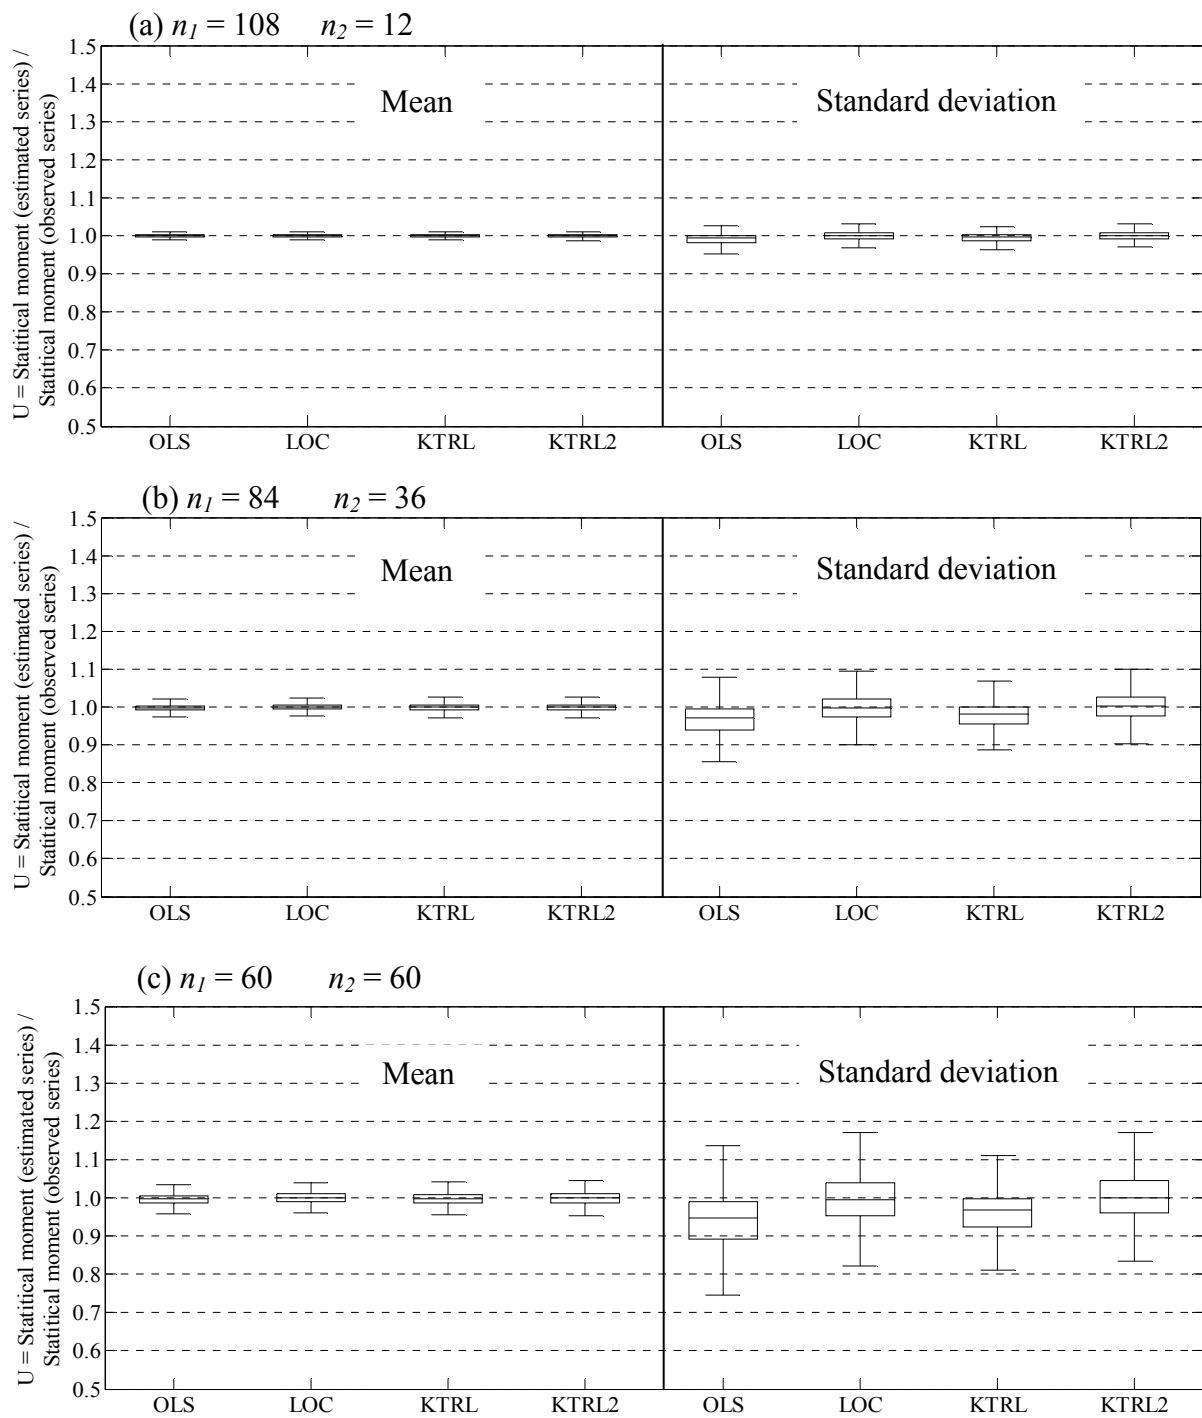 (a) n1 = 108 n2 = 12
U = Statitical moment (estimated series) /
Statitical moment (observed series)
1.5
1.4
1.3
1.2
1.1
1.0
0.9
0.8
0.7
0.6
0.5
Mean
Standard deviation
OLS LOC KTRL KTRL2 OLS LOC KTRL KTRL2
(b) n1 = 84 n2 = 36
U = Statitical moment (estimated series) /
Statitical moment (observed series)
1.5
1.4
1.3
1.2
1.1
1.0
0.9
0.8
0.7
0.6
0.5
Mean
Standard deviation
OLS LOC KTRL KTRL2 OLS LOC KTRL KTRL2
(c) n1 = 60 n2 = 60
U = Statitical moment (estimated series) /
Statitical moment (observed series)
1.5
1.4
1.3
1.2
1.1
1.0
0.9
0.8
0.7
0.6
0.5
Mean
Standard deviation
OLS LOC KTRL KTRL2 OLS LOC KTRL KTRL2